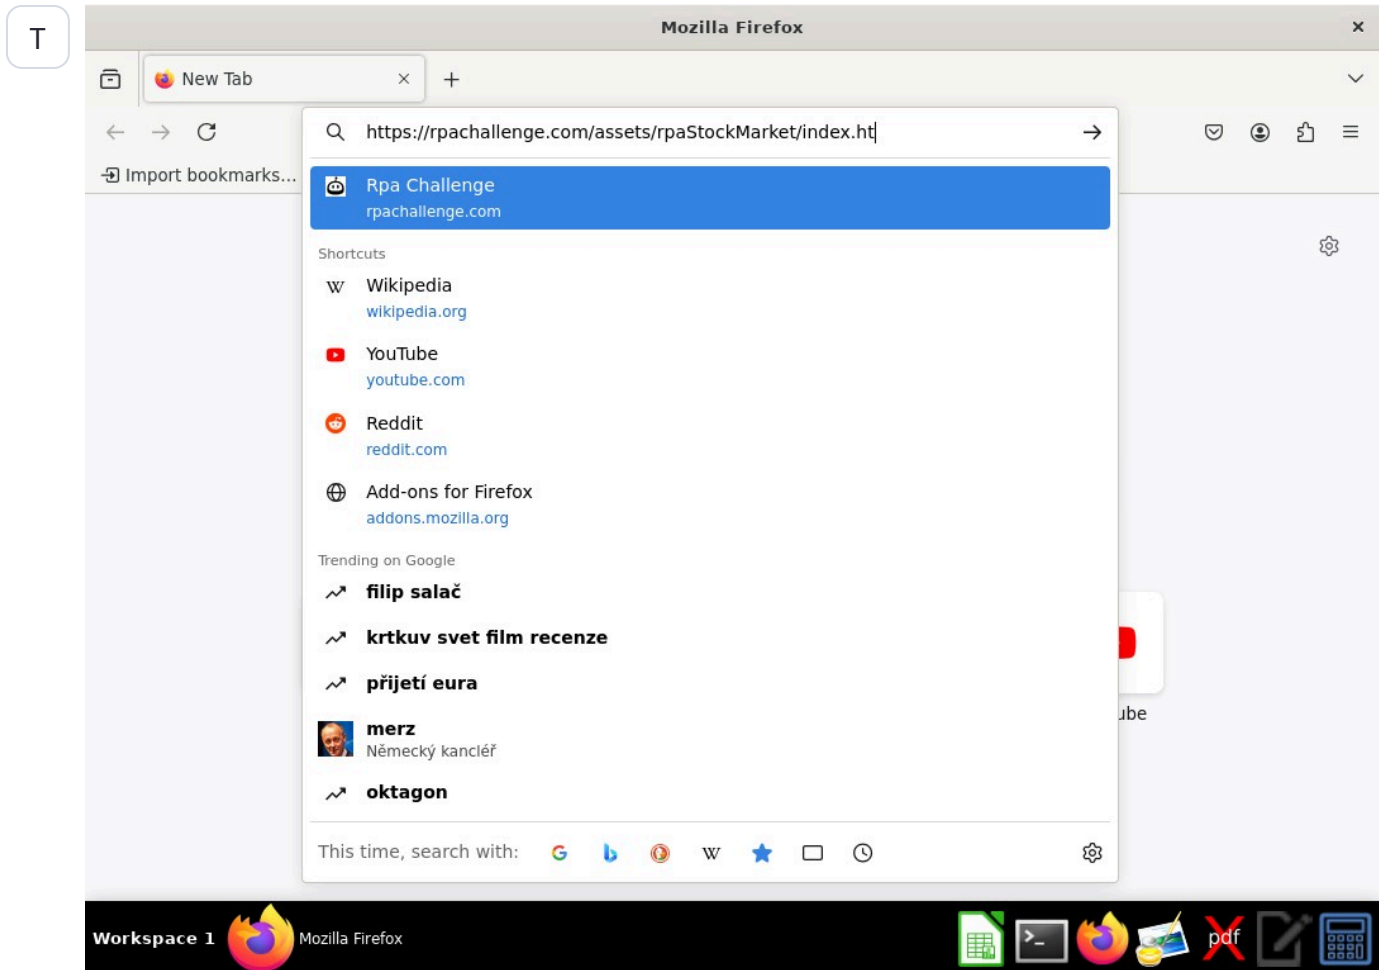 T
Mozilla Firefox
New Tab
https://rpachallenge.com/assets/rpaStockMarket/index.ht
Import bookmarks...
Rpa Challenge
rpachallenge.com
Shortcuts
W Wikipedia
wikipedia.org
YouTube
youtube.com
Reddit
reddit.com
Add-ons for Firefox
addons.mozilla.org
Trending on Google
filip salač
krtkuv svet film recenze
přijetí eura
ube
merz
Německý kancléř
oktagon
This time, search with: G W
Workspace 1 Mozilla Firefox pdf